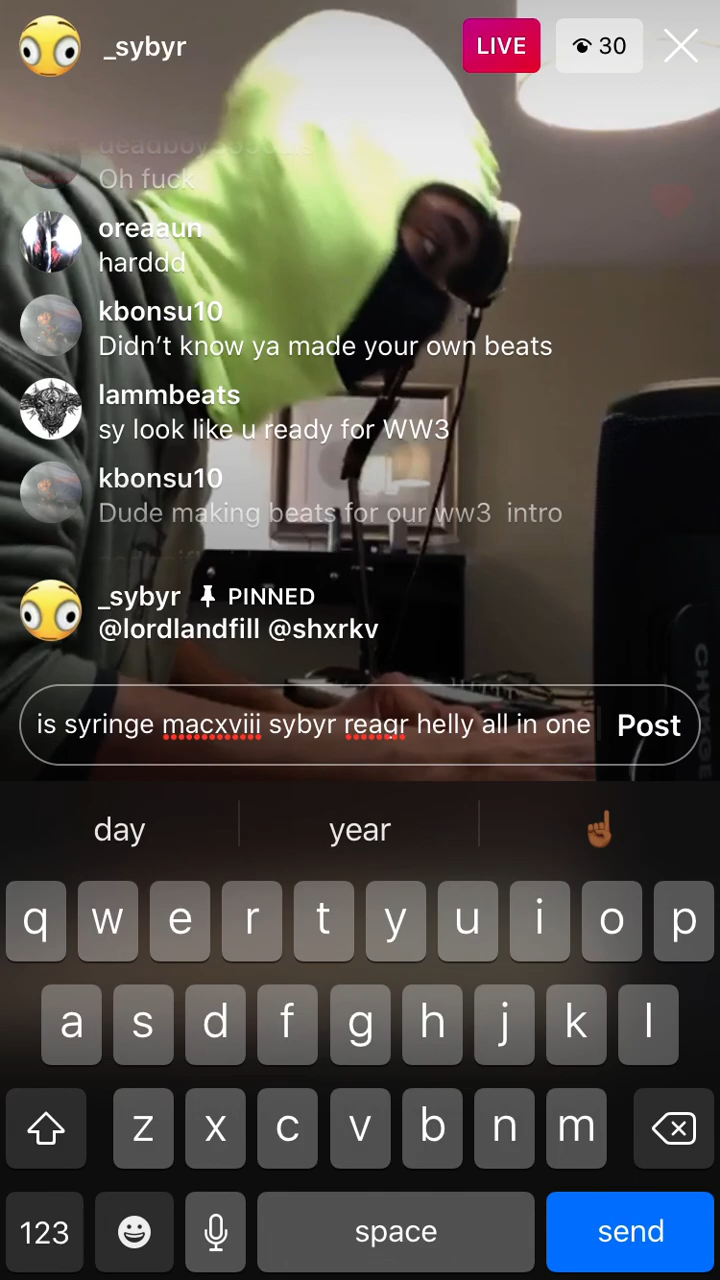 _sybyr
LIVE
30
Oh fuck
oreaaun
harddd
kbonsu10
Didn't know ya made your own beats
lammbeats
sy look like u ready for WW3
kbonsu10
Dude making beats for our ww3 intro
_sybyr PINNED
@lordlandfill @shxrkv
is syringe macxviii sybyr reaqr helly all in one
Post
day year ☝🏾
q w e r t y u i o p
a s d f g h j k l
z x c v b n m
123 space send
CHARGE